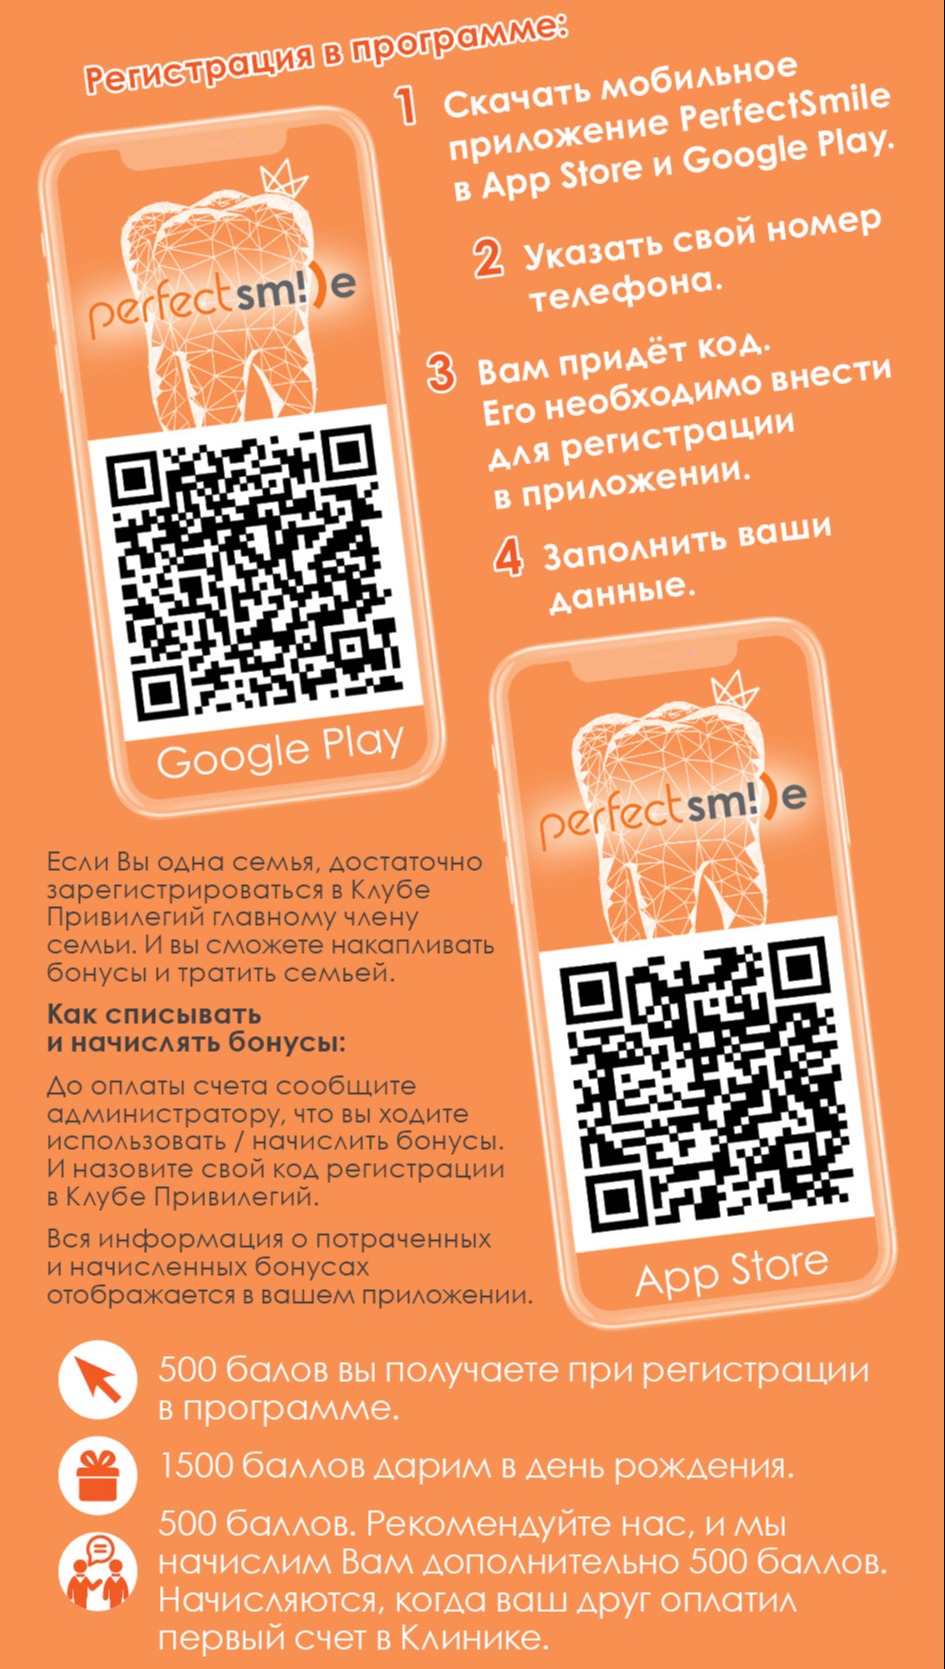 Регистрация в программе:
1 Скачать мобильное
приложение PerfectSmile
в App Store и Google Play.
2 Указать свой номер
телефона.
3 Вам придёт код.
Его необходимо внести
для регистрации
в приложении.
4 Заполнить ваши
данные.
perfectsm!)e
Google Play
perfectsm!)e
App Store
Если Вы одна семья, достаточно
зарегистрироваться в Клубе
Привилегий главному члену
семьи. И вы сможете накапливать
бонусы и тратить семьей.
Как списывать
и начислять бонусы:
До оплаты счета сообщите
администратору, что вы ходите
использовать / начислить бонусы.
И назовите свой код регистрации
в Клубе Привилегий.
Вся информация о потраченных
и начисленных бонусах
отображается в вашем приложении.
500 балов вы получаете при регистрации
в программе.
1500 баллов дарим в день рождения.
500 баллов. Рекомендуйте нас, и мы
начислим Вам дополнительно 500 баллов.
Начисляются, когда ваш друг оплатил
первый счет в Клинике.